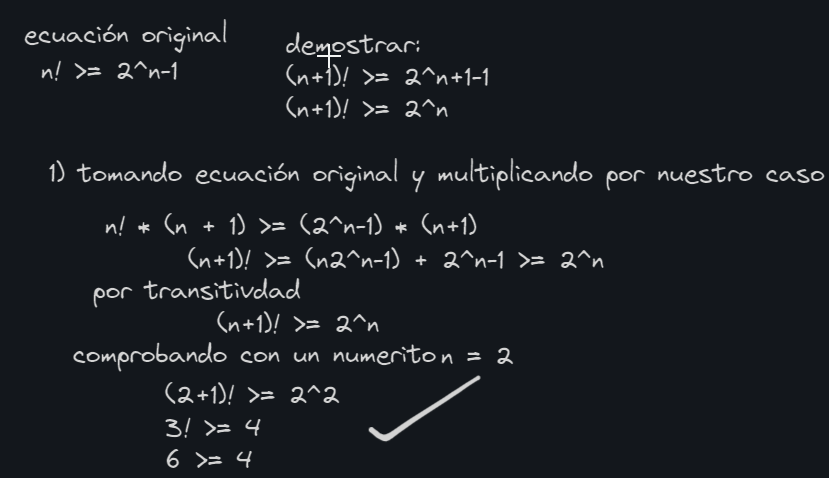 ecuación original
n! >= 2^n-1
demostrar:
(n+1)! >= 2^n+1-1
(n+1)! >= 2^n
1) tomando ecuación original y multiplicando por nuestro caso
n! * (n + 1) >= (2^n-1) * (n+1)
(n+1)! >= (n2^n-1) + 2^n-1 >= 2^n
por transitivdad
(n+1)! >= 2^n
comprobando con un numerito n = 2
(2+1)! >= 2^2
3! >= 4
6 >= 4